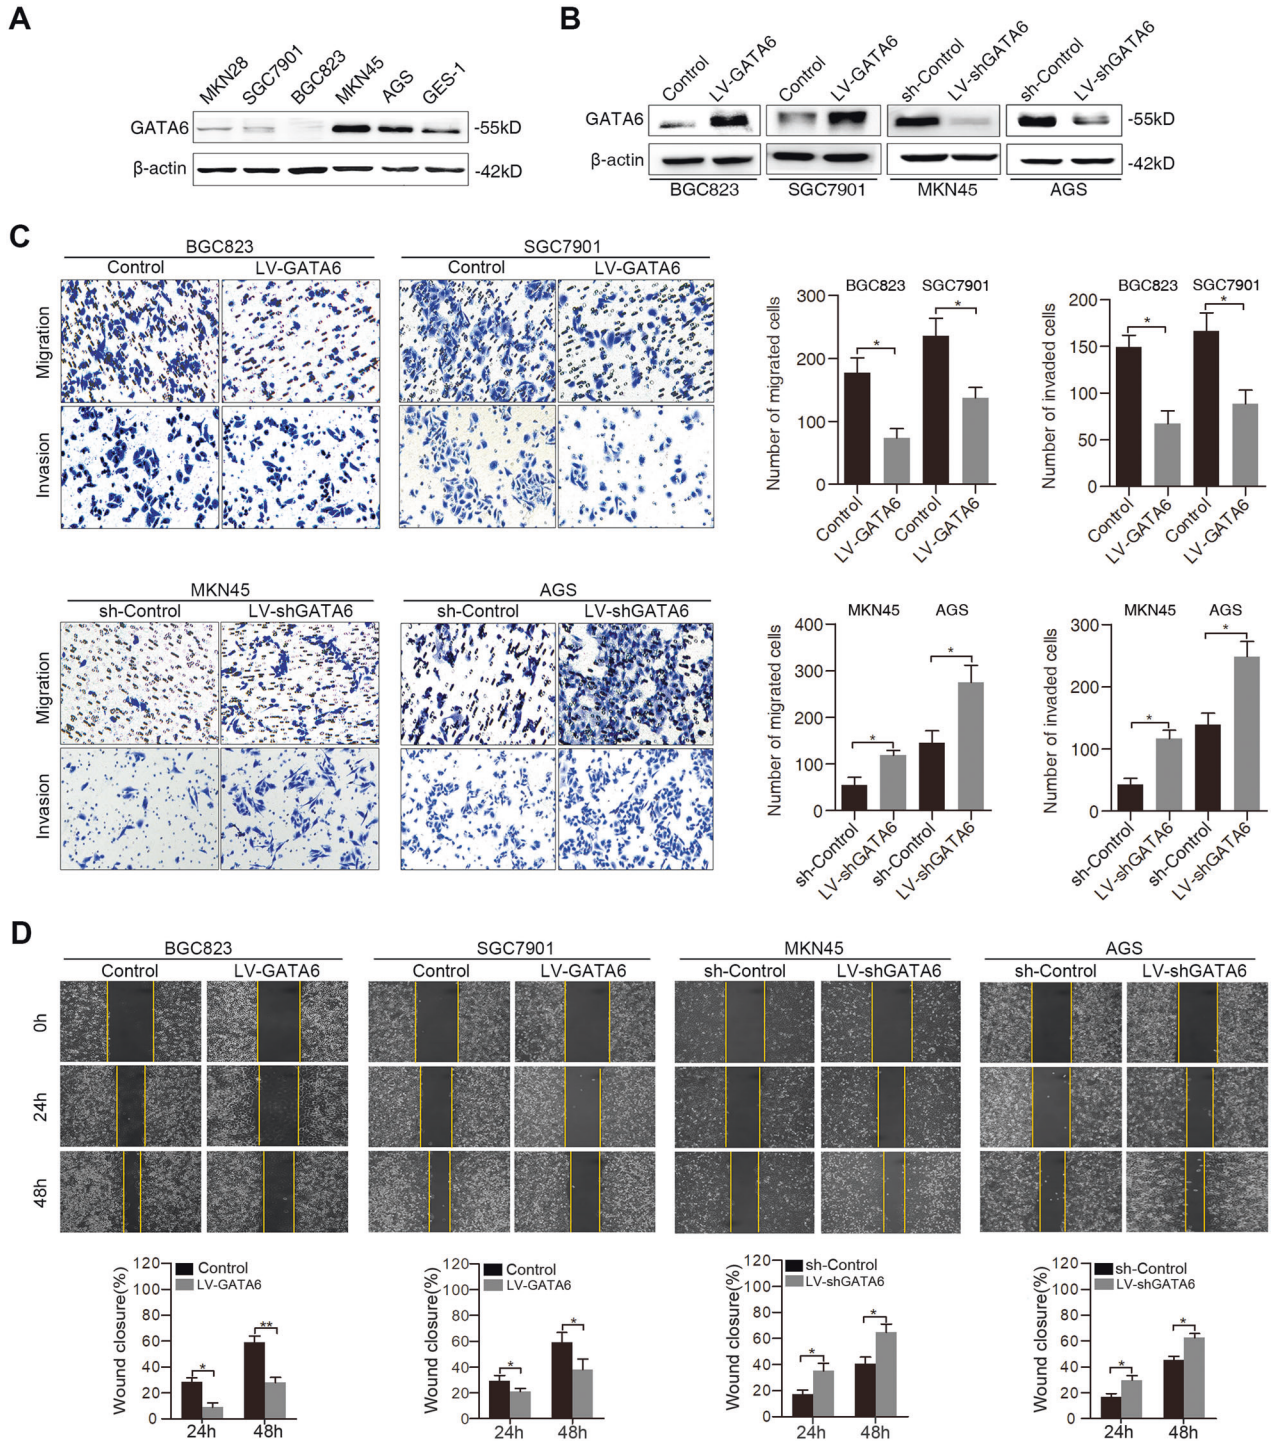 A
MKN28 SGC7901 BGC823 MKN45 AGS GES-1
GATA6 -55kD
β-actin -42kD
B
Control LV-GATA6 Control LV-GATA6 sh-Control LV-shGATA6 sh-Control LV-shGATA6
GATA6 -55kD
β-actin -42kD
BGC823 SGC7901 MKN45 AGS
C
BGC823 SGC7901
Control LV-GATA6 Control LV-GATA6
Migration
Invasion
Number of migrated cells
300
200
100
0
BGC823 SGC7901
* *
Control LV-GATA6 Control LV-GATA6
Number of invaded cells
200
150
100
50
0
BGC823 SGC7901
* *
Control LV-GATA6 Control LV-GATA6
MKN45 AGS
sh-Control LV-shGATA6 sh-Control LV-shGATA6
Migration
Invasion
Number of migrated cells
400
300
200
100
0
MKN45 AGS
* *
sh-Control LV-shGATA6 sh-Control LV-shGATA6
Number of invaded cells
300
200
100
0
MKN45 AGS
* *
sh-Control LV-shGATA6 sh-Control LV-shGATA6
D
BGC823 SGC7901 MKN45 AGS
Control LV-GATA6 Control LV-GATA6 sh-Control LV-shGATA6 sh-Control LV-shGATA6
0h
24h
48h
Wound closure(%)
120
100
80
60
40
20
0
Control
LV-GATA6
* **
24h 48h
Wound closure(%)
120
100
80
60
40
20
0
Control
LV-GATA6
* *
24h 48h
Wound closure(%)
120
100
80
60
40
20
0
sh-Control
LV-shGATA6
* *
24h 48h
Wound closure(%)
120
100
80
60
40
20
0
sh-Control
LV-shGATA6
* *
24h 48h